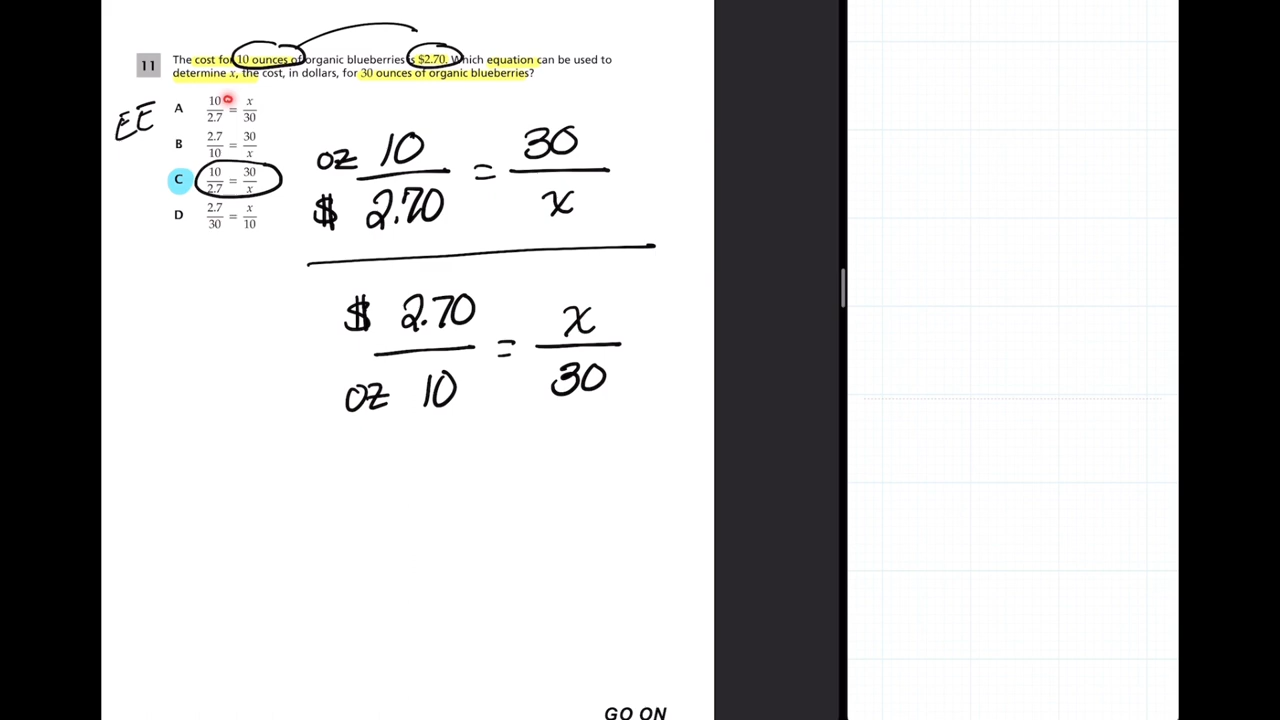 11 The cost for 10 ounces of organic blueberries is $2.70. Which equation can be used to
determine x, the cost, in dollars, for 30 ounces of organic blueberries?
EE
A 10/2.7 = x/30
B 2.7/10 = 30/x
C 10/2.7 = 30/x
D 2.7/30 = x/10
oz 10 = 30
$ 2.70 x
$ 2.70 = x
oz 10 30
GO ON